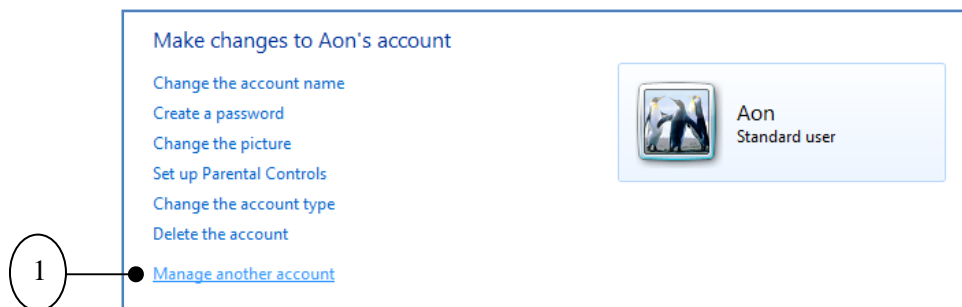 Make changes to Aon's account
Change the account name
Create a password
Change the picture
Set up Parental Controls
Change the account type
Delete the account
Manage another account
Aon
Standard user
1